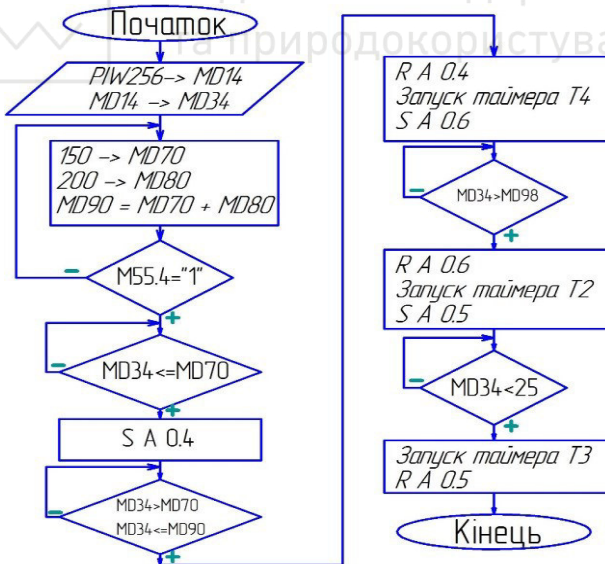 Початок
та природокористува
PIW256-> MD14
MD14 -> MD34
150 -> MD70
200 -> MD80
MD90 = MD70 + MD80
M55.4="1"
-
+
MD34<=MD70
-
+
S A 0.4
MD34>MD70
MD34<=MD90
-
+
R A 0.4
Запуск таймера T4
S A 0.6
MD34>MD98
-
+
R A 0.6
Запуск таймера T2
S A 0.5
MD34<25
-
+
Запуск таймера T3
R A 0.5
Кінець